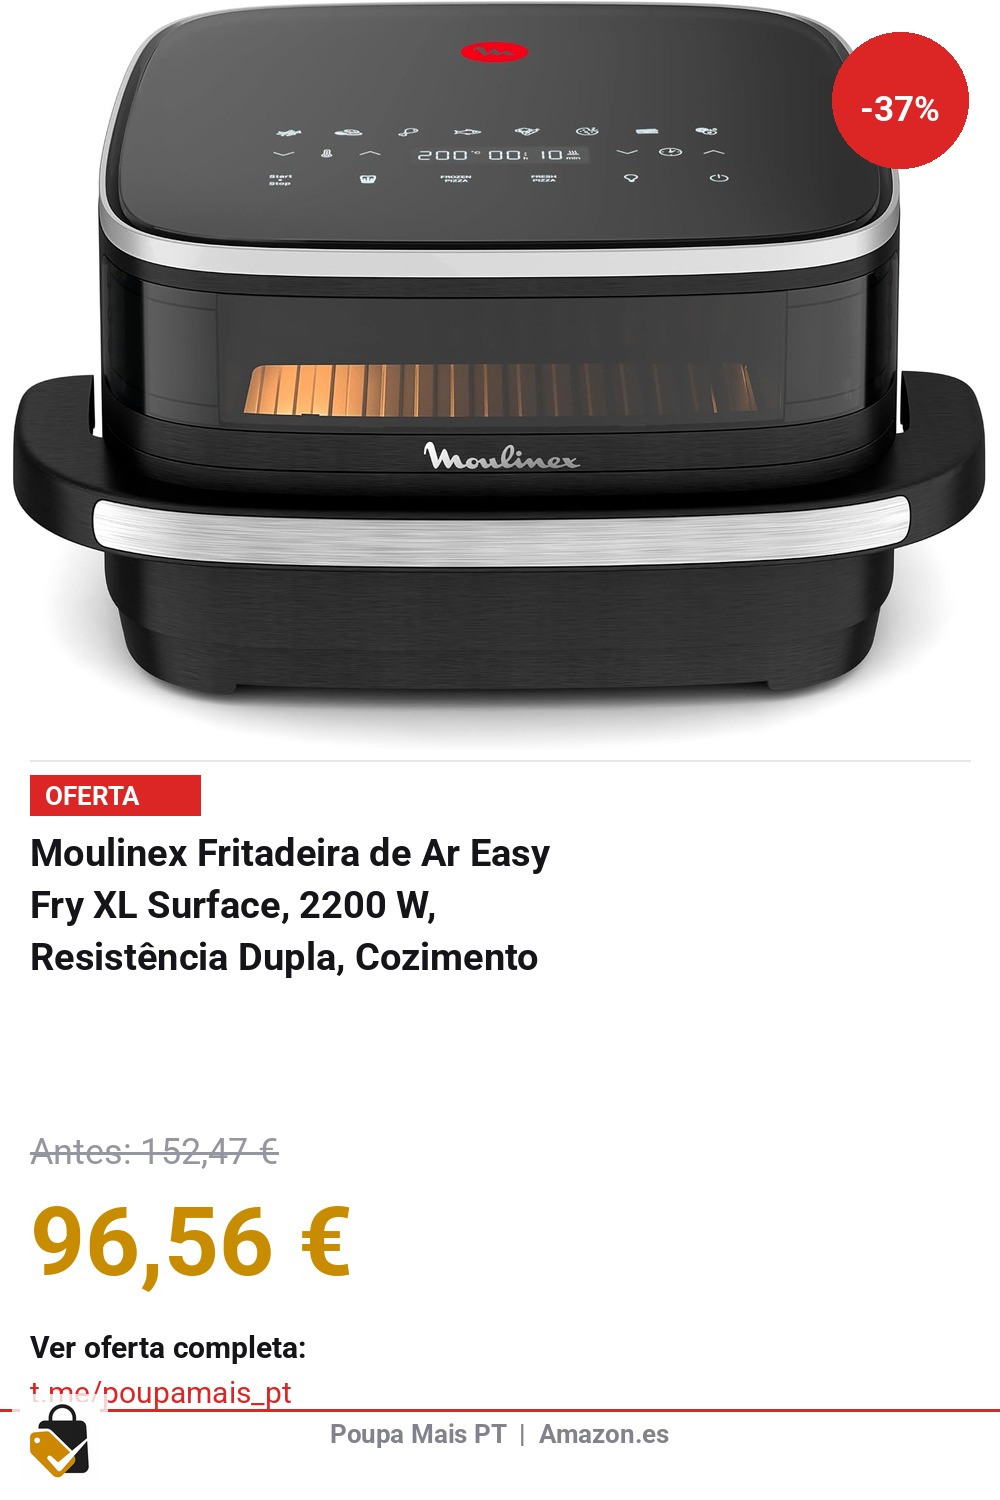 -37%
200 °C 00 h 10 min
Start
Stop
FROZEN
PIZZA
FRESH
PIZZA
Moulinex
OFERTA
Moulinex Fritadeira de Ar Easy
Fry XL Surface, 2200 W,
Resistência Dupla, Cozimento
Antes: 152,47 €
96,56 €
Ver oferta completa:
t.me/poupamais_pt
Poupa Mais PT | Amazon.es